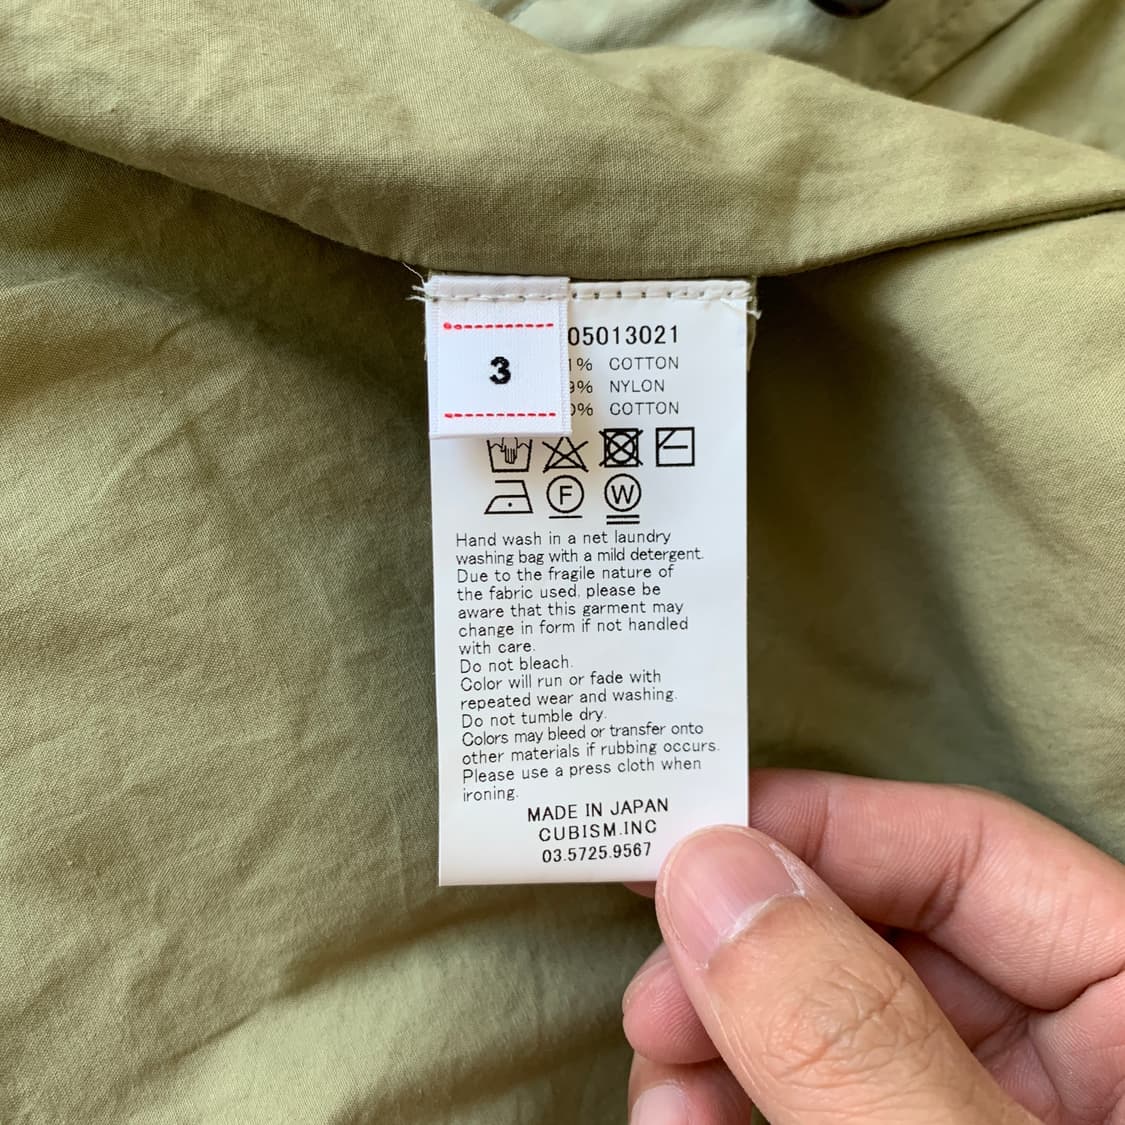 3
05013021
1% COTTON
9% NYLON
0% COTTON
F W
Hand wash in a net laundry
washing bag with a mild detergent.
Due to the fragile nature of
the fabric used, please be
aware that this garment may
change in form if not handled
with care.
Do not bleach.
Color will run or fade with
repeated wear and washing.
Do not tumble dry.
Colors may bleed or transfer onto
other materials if rubbing occurs.
Please use a press cloth when
ironing.
MADE IN JAPAN
CUBISM.INC
03.5725.9567